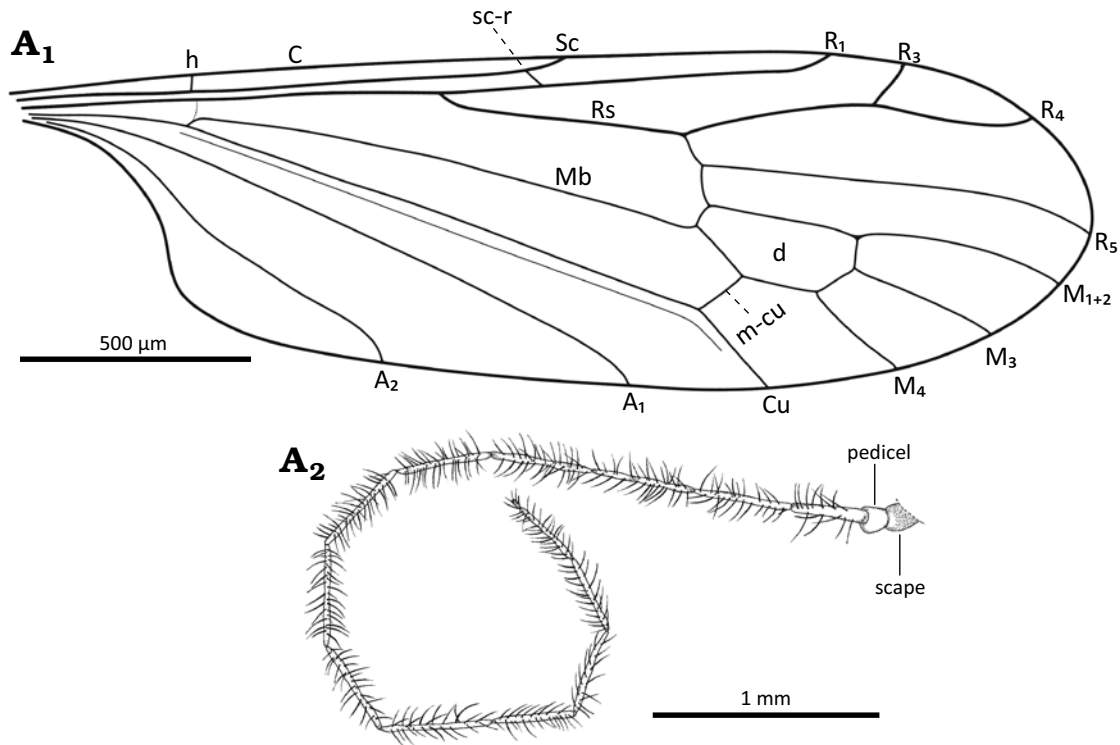 A₁
sc-r
h
C
Sc
R₁
R₃
R₄
Rs
Mb
d
R₅
M₁₊₂
m-cu
M₃
M₄
500 µm
A₂
A₁
Cu
A₂
pedicel
scape
1 mm